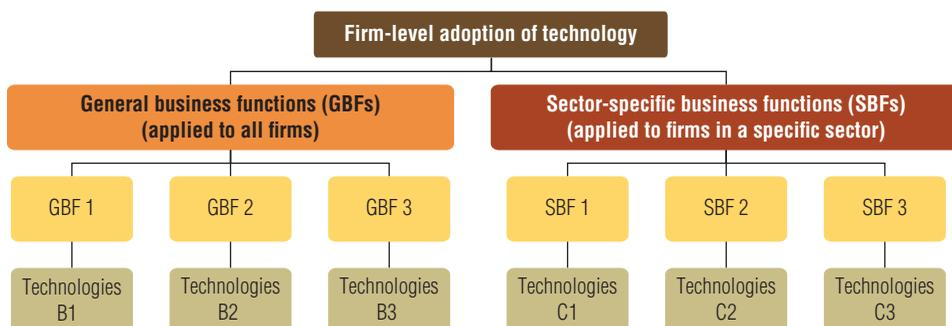 Firm-level adoption of technology
General business functions (GBFs)
(applied to all firms)
Sector-specific business functions (SBFs)
(applied to firms in a specific sector)
GBF 1
GBF 2
GBF 3
SBF 1
SBF 2
SBF 3
Technologies
B1
Technologies
B2
Technologies
B3
Technologies
C1
Technologies
C2
Technologies
C3